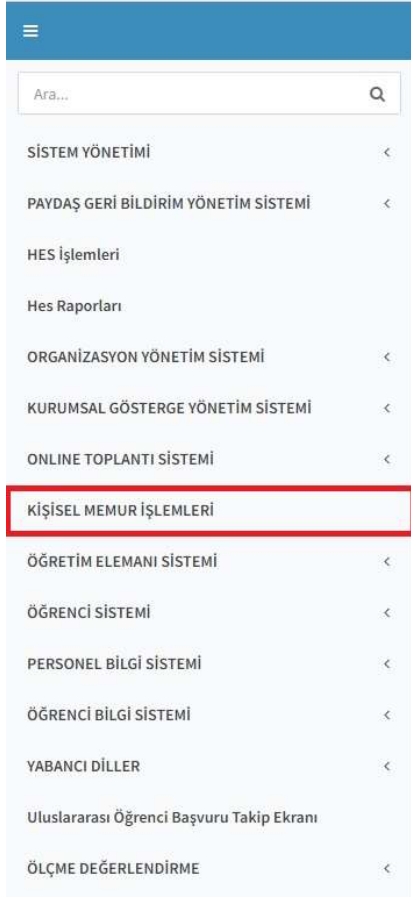 Ara...
SİSTEM YÖNETİMİ
PAYDAŞ GERİ BİLDİRİM YÖNETİM SİSTEMİ
HES İşlemleri
Hes Raporları
ORGANİZASYON YÖNETİM SİSTEMİ
KURUMSAL GÖSTERGE YÖNETİM SİSTEMİ
ONLINE TOPLANTI SİSTEMİ
KİŞİSEL MEMUR İŞLEMLERİ
ÖĞRETİM ELEMANI SİSTEMİ
ÖĞRENCİ SİSTEMİ
PERSONEL BİLGİ SİSTEMİ
ÖĞRENCİ BİLGİ SİSTEMİ
YABANCI DİLLER
Uluslararası Öğrenci Başvuru Takip Ekranı
ÖLÇME DEĞERLENDİRME